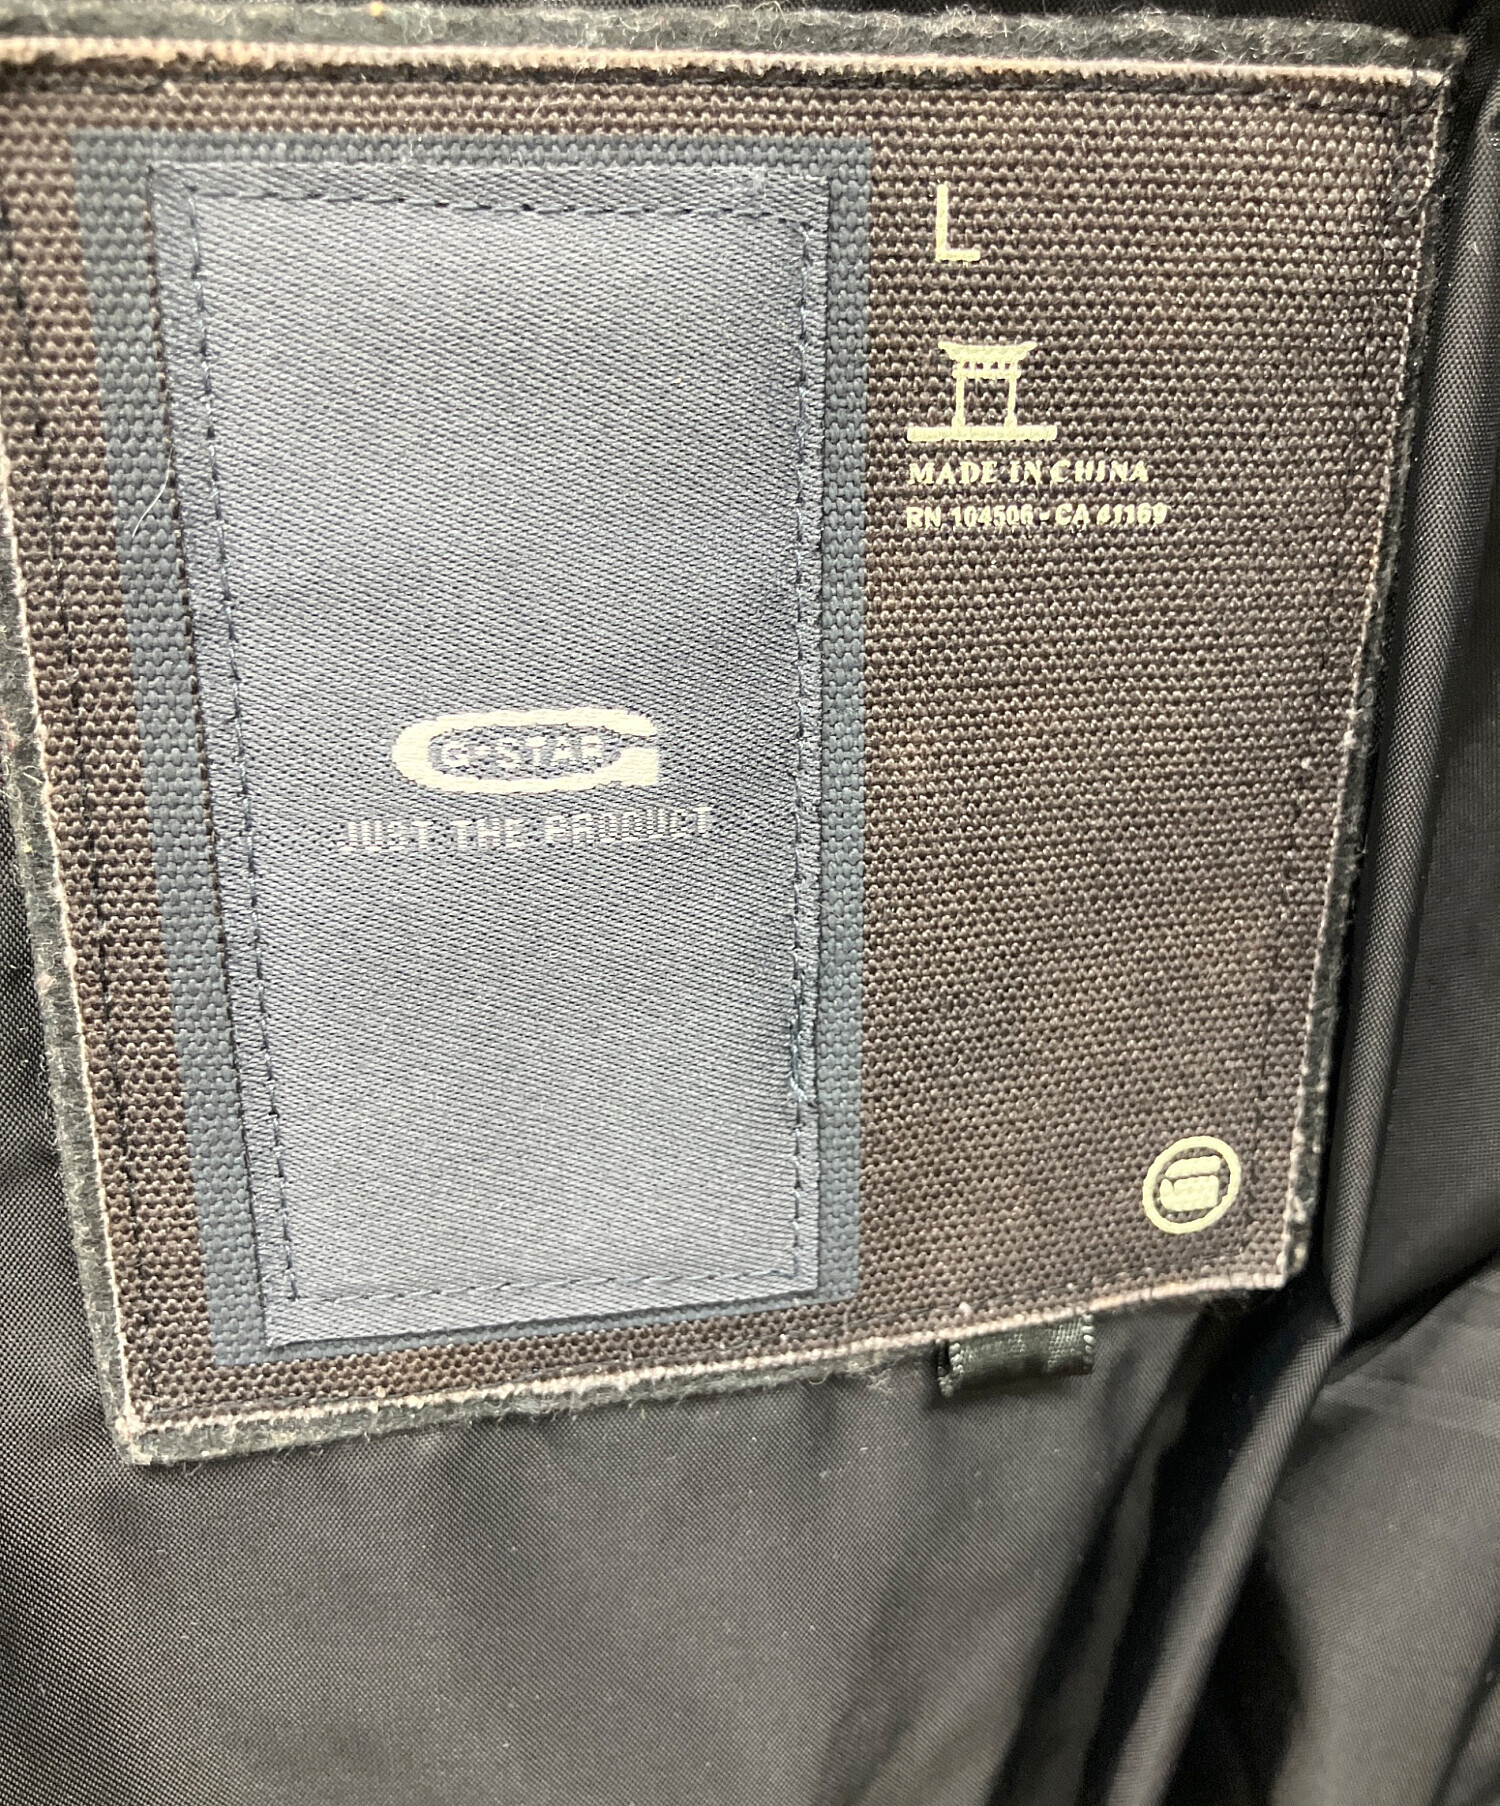 L
MADE IN CHINA
RN 104506 - CA 41169
G-STAR
JUST THE PRODUCT